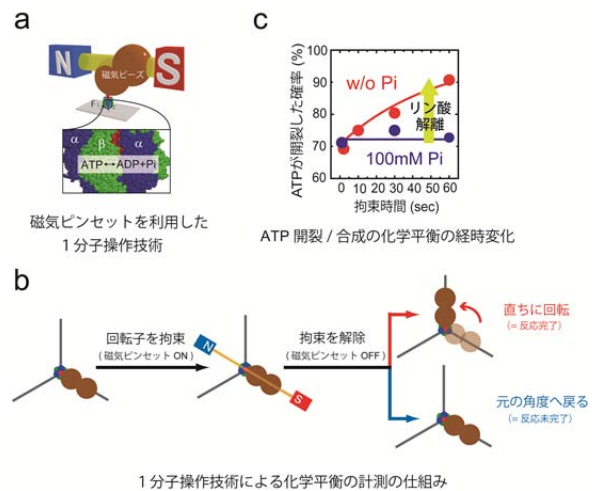 a
N
磁気ビーズ
S
α
β
α
ATP↔ADP+Pi
磁気ピンセットを利用した
1分子操作技術
c
ATPが開裂した確率 (%)
100
90
80
70
60
w/o Pi
リン酸
解離
100mM Pi
0
10
20
30
40
50
60
拘束時間 (sec)
ATP 開裂 / 合成の化学平衡の経時変化
b
回転子を拘束
( 磁気ピンセット ON )
N
S
拘束を解除
( 磁気ピンセット OFF )
直ちに回転
(= 反応完了)
元の角度へ戻る
(= 反応未完了)
1分子操作技術による化学平衡の計測の仕組み